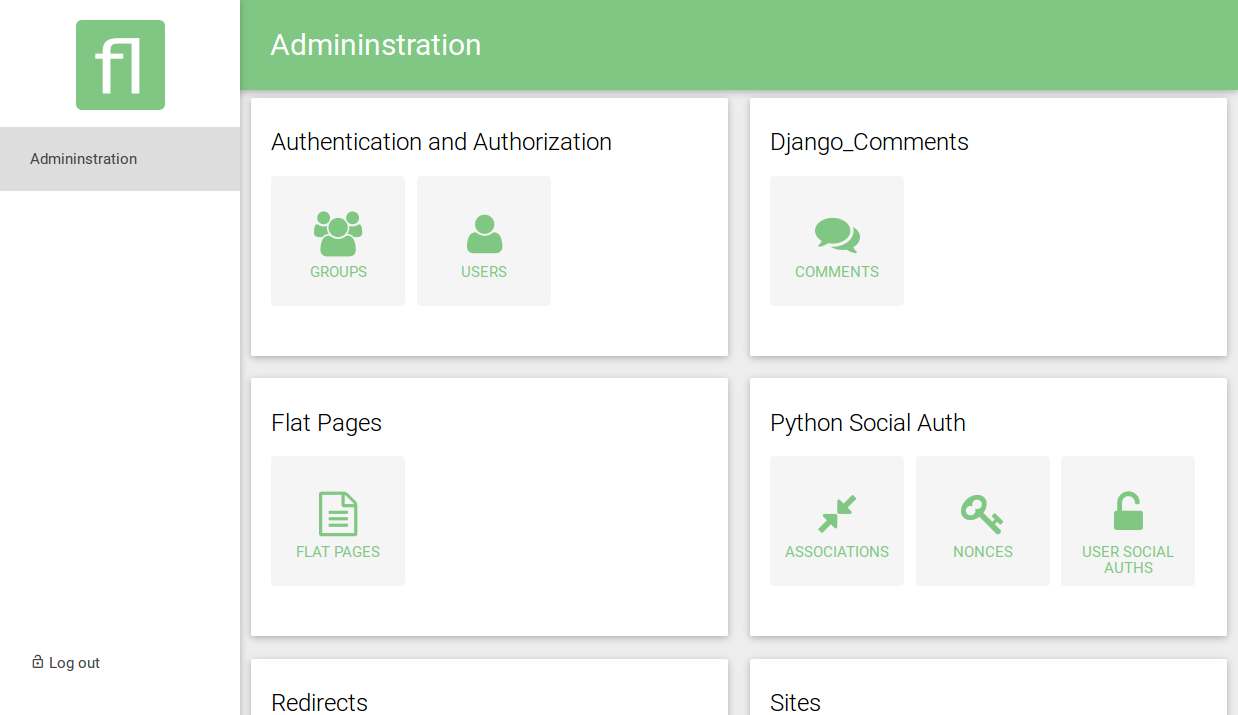 fl
Admininstration
Log out
Admininstration
Authentication and Authorization
GROUPS
USERS
Django_Comments
COMMENTS
Flat Pages
FLAT PAGES
Python Social Auth
ASSOCIATIONS
NONCES
USER SOCIAL
AUTHS
Redirects
Sites